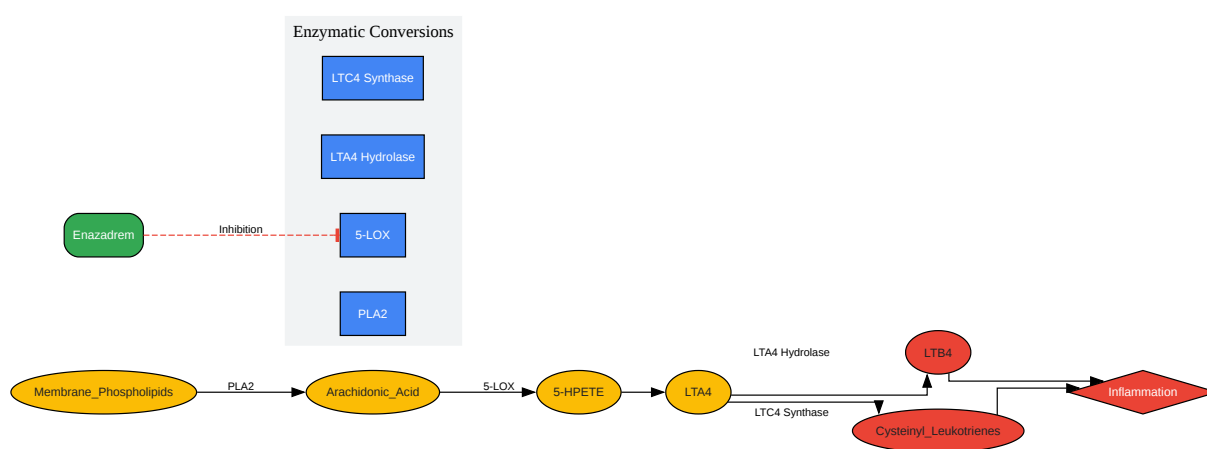 Enzymatic Conversions
LTC4 Synthase
LTA4 Hydrolase
Enazadrem
Inhibition
5-LOX
PLA2
LTA4 Hydrolase
LTB4
Membrane_Phospholipids
PLA2
Arachidonic_Acid
5-LOX
5-HPETE
LTA4
Inflammation
LTC4 Synthase
Cysteinyl_Leukotrienes